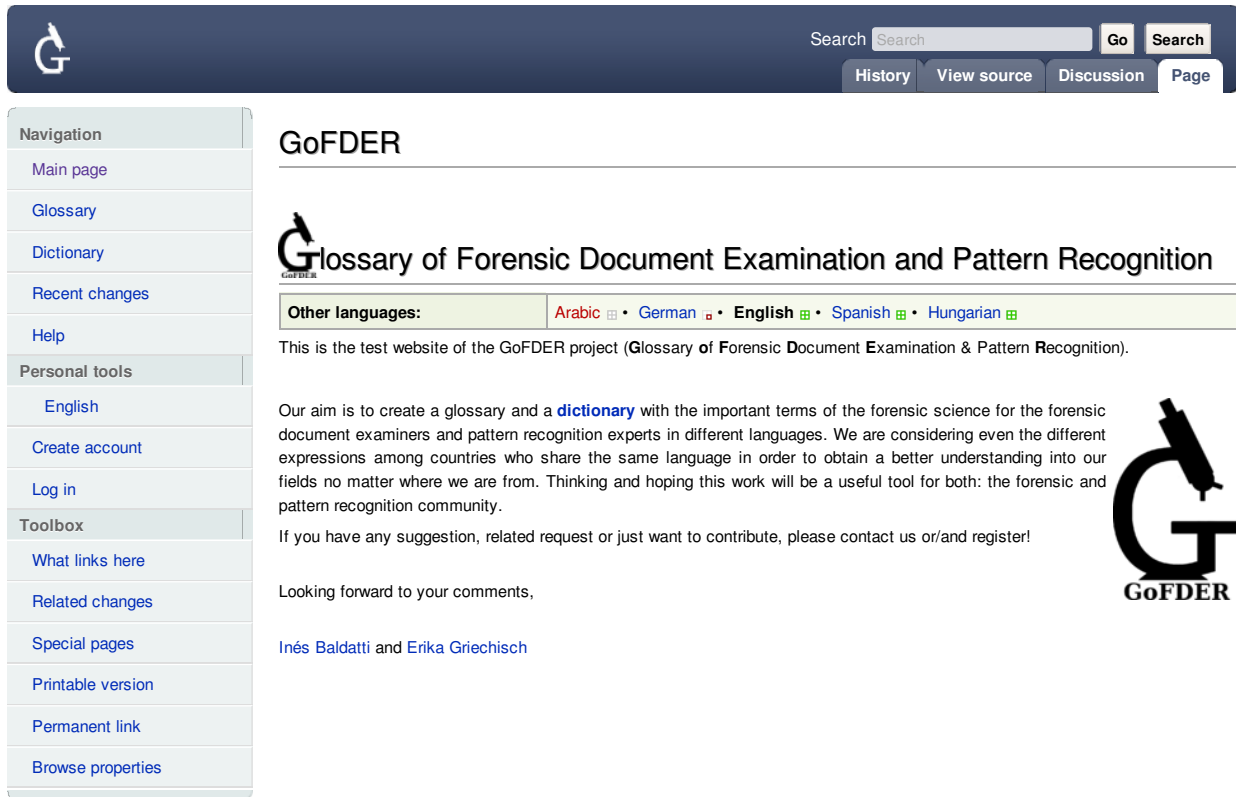 Search Search Go Search
History View source Discussion Page
Navigation
Main page
Glossary
Dictionary
Recent changes
Help
Personal tools
English
Create account
Log in
Toolbox
What links here
Related changes
Special pages
Printable version
Permanent link
Browse properties
GoFDER
Glossary of Forensic Document Examination and Pattern Recognition
GoFDER
Other languages: Arabic • German • English • Spanish • Hungarian
This is the test website of the GoFDER project (Glossary of Forensic Document Examination & Pattern Recognition).
Our aim is to create a glossary and a dictionary with the important terms of the forensic science for the forensic
document examiners and pattern recognition experts in different languages. We are considering even the different
expressions among countries who share the same language in order to obtain a better understanding into our
fields no matter where we are from. Thinking and hoping this work will be a useful tool for both: the forensic and
pattern recognition community.
If you have any suggestion, related request or just want to contribute, please contact us or/and register!
Looking forward to your comments,
Inés Baldatti and Erika Griechisch
GoFDER